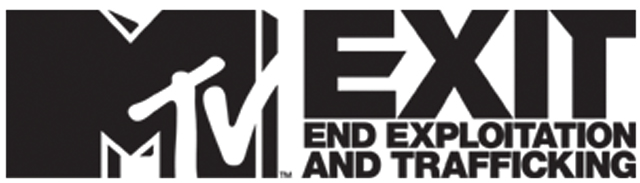 MTV
™
EXIT
END EXPLOITATION
AND TRAFFICKING